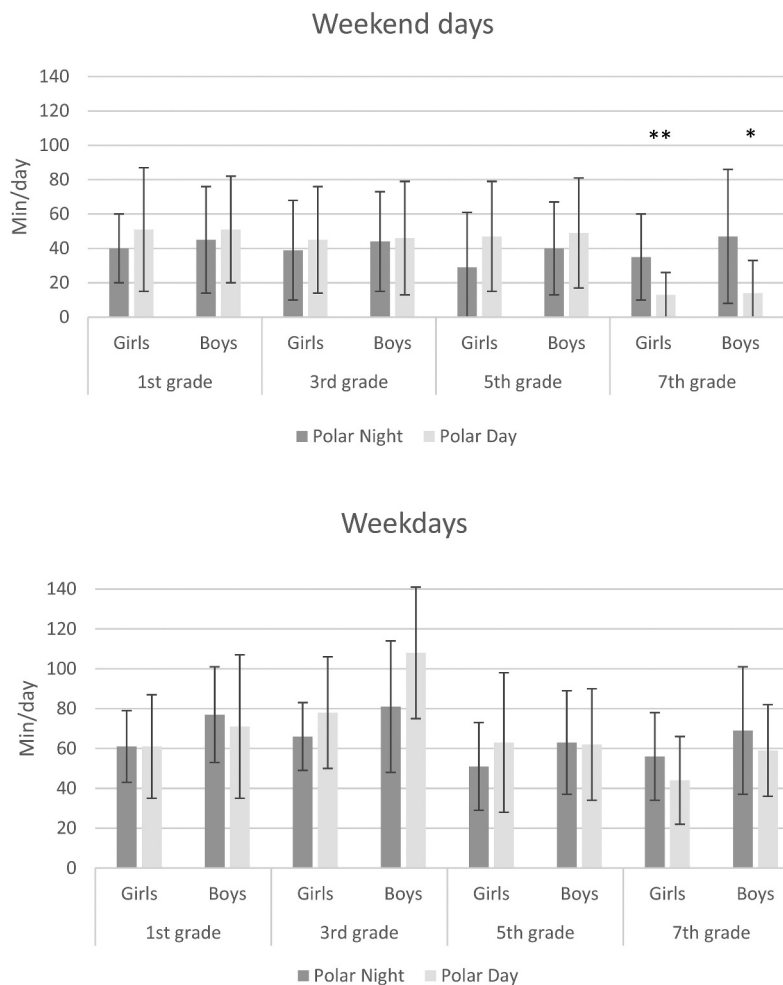 Weekend days
140
120
100
80
60
40
20
0
Min/day
** *
Girls Boys Girls Boys Girls Boys Girls Boys
1st grade 3rd grade 5th grade 7th grade
Polar Night Polar Day
Weekdays
140
120
100
80
60
40
20
0
Min/day
Girls Boys Girls Boys Girls Boys Girls Boys
1st grade 3rd grade 5th grade 7th grade
Polar Night Polar Day